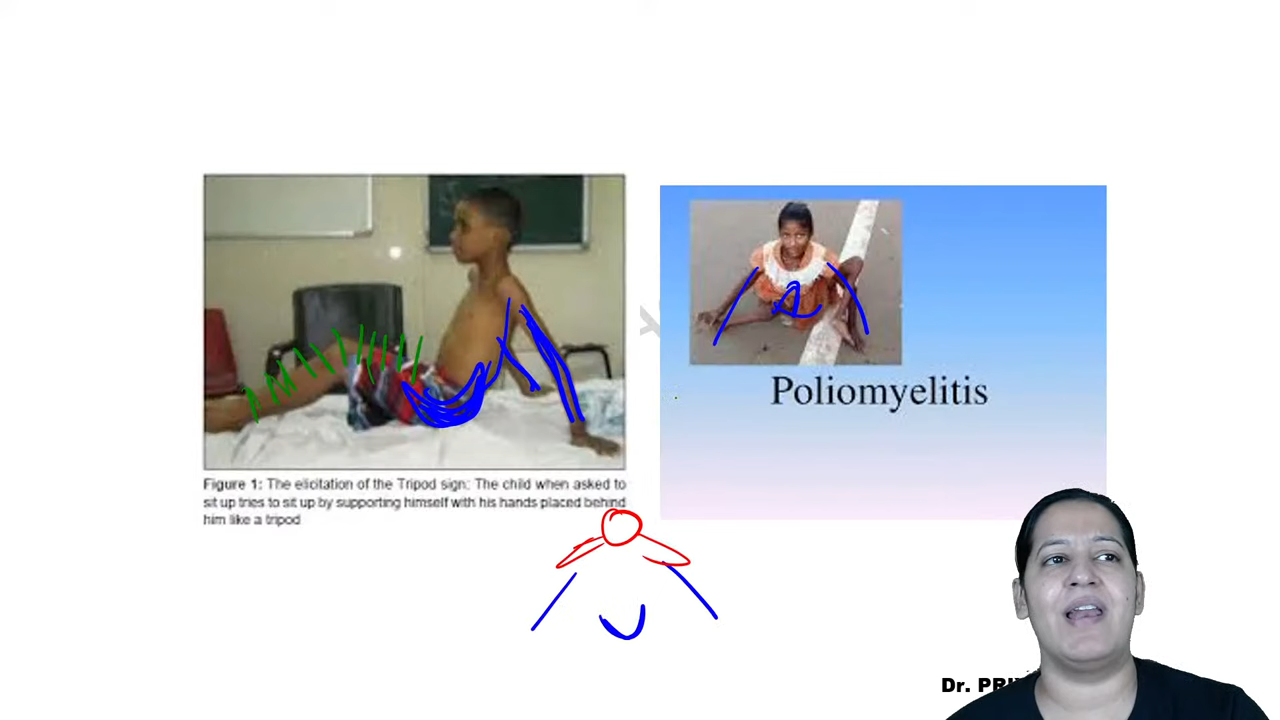 Figure 1: The elicitation of the Tripod sign: The child when asked to
sit up tries to sit up by supporting himself with his hands placed behind
him like a tripod
Poliomyelitis
Dr.